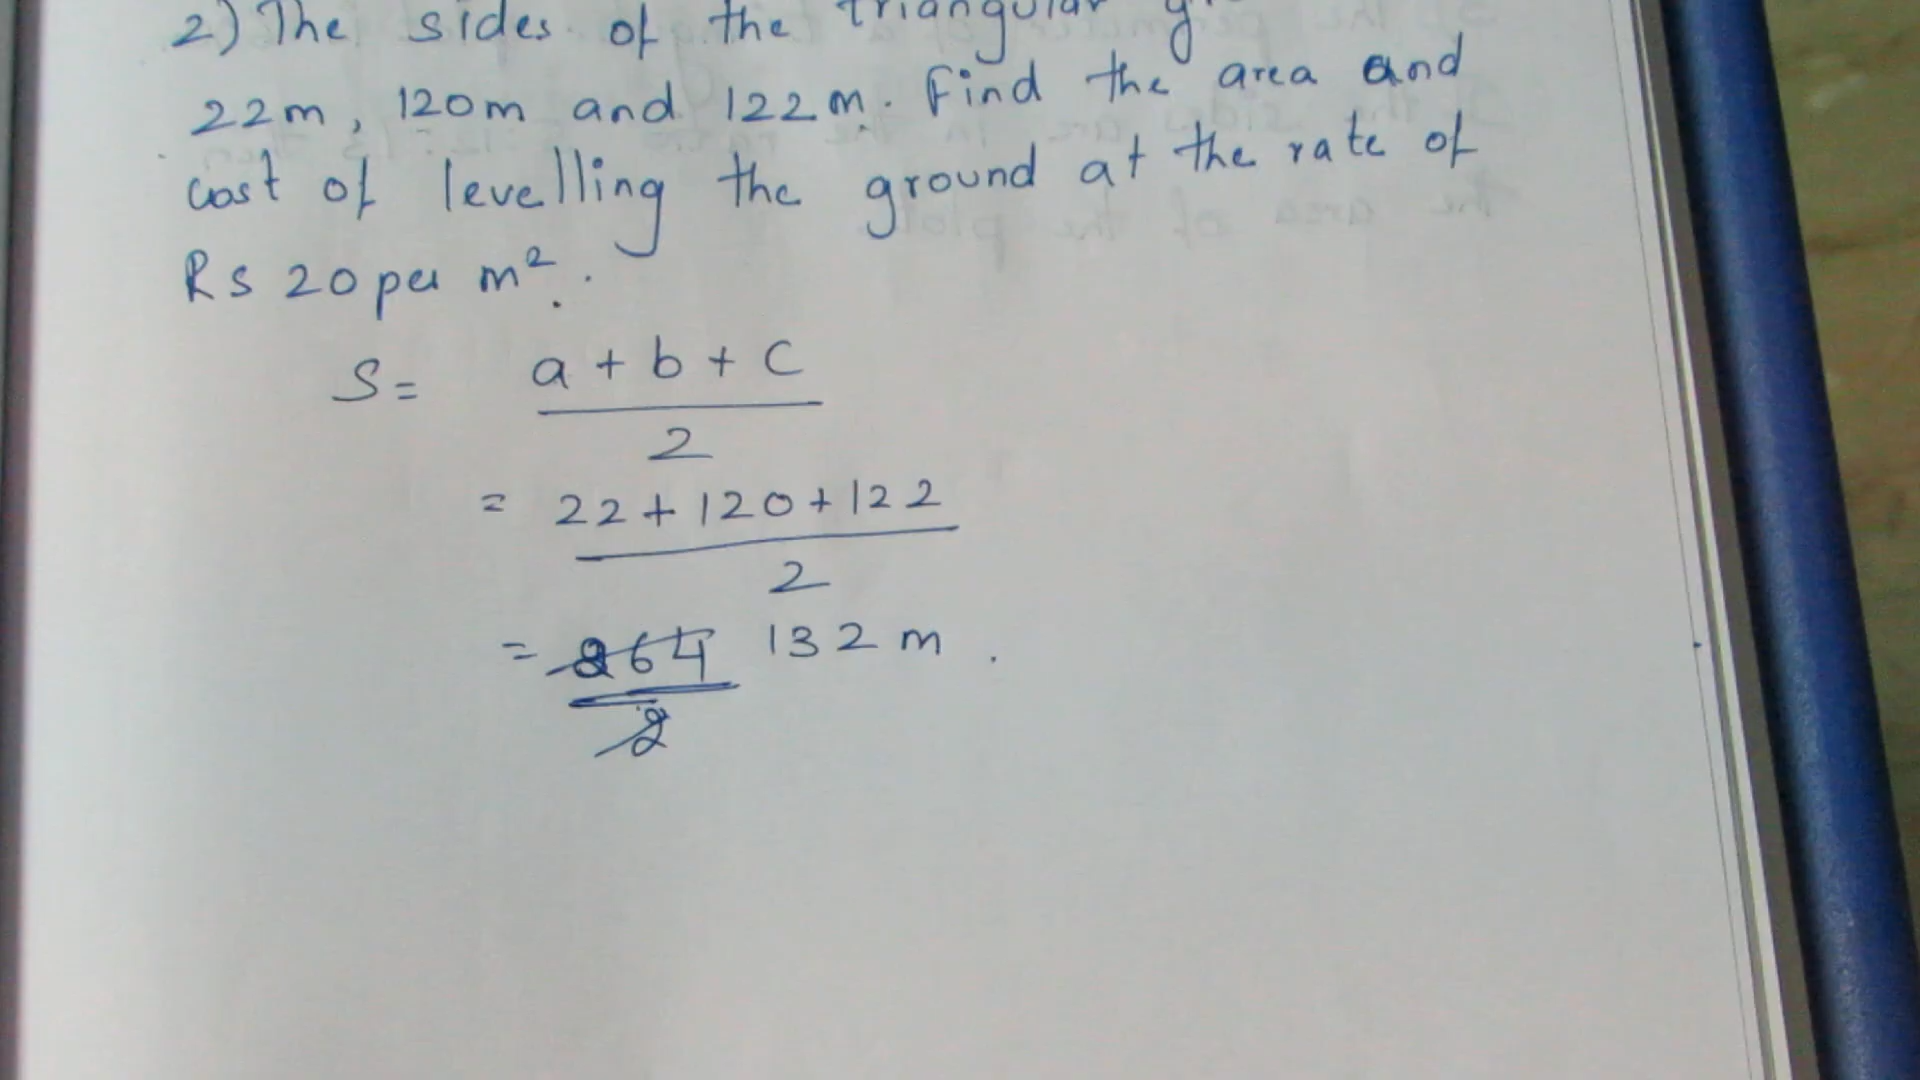 2) The sides of the triangular
22m, 120m and 122m. Find the area and
cost of levelling the ground at the rate of
Rs 20 per m².
S = a + b + c
2
= 22 + 120 + 122
2
= 264 132 m.
2